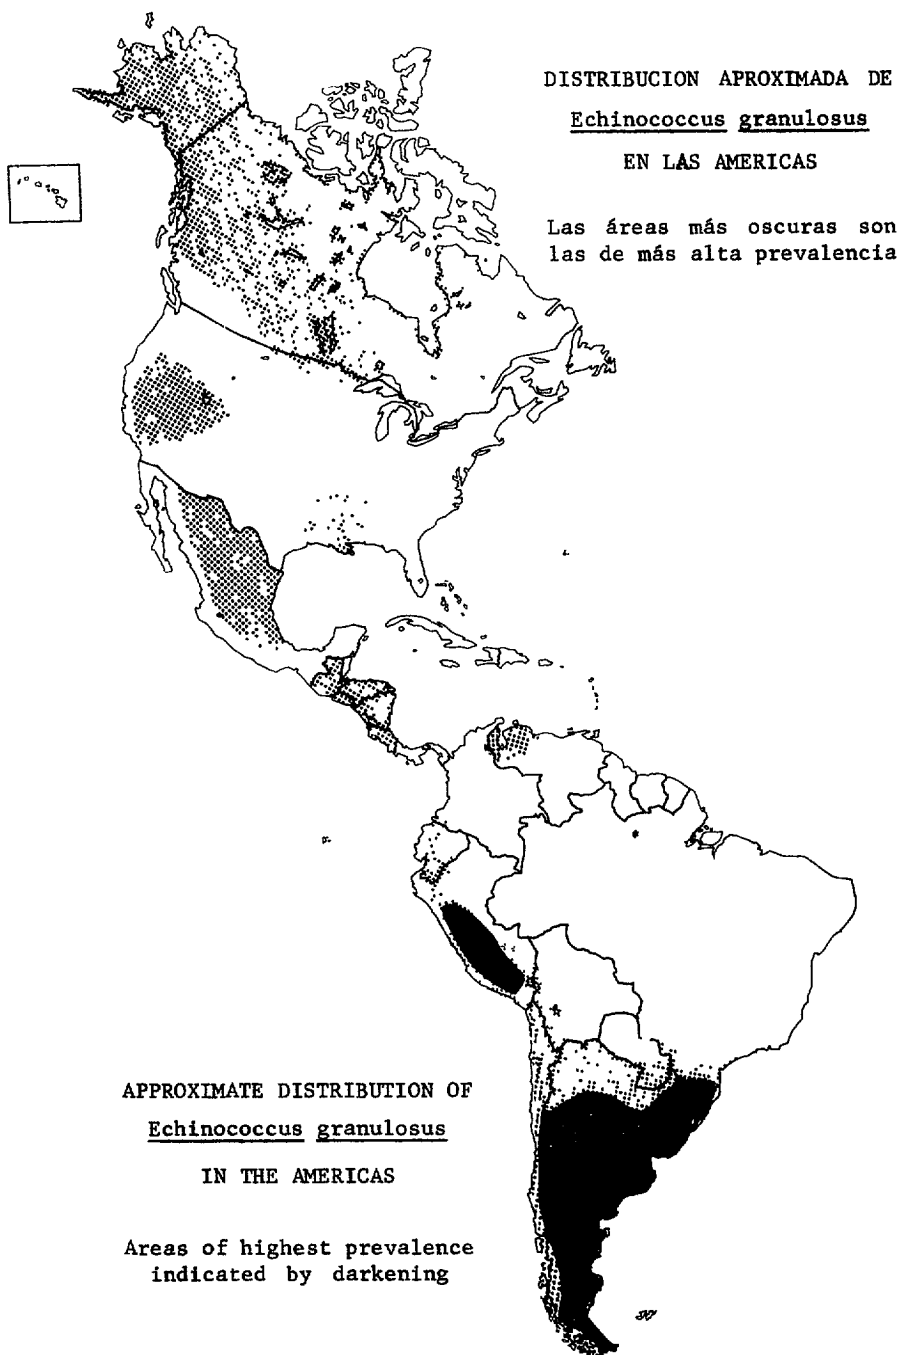 DISTRIBUCION APROXIMADA DE
Echinococcus granulosus
EN LAS AMERICAS
Las áreas más oscuras son
las de más alta prevalencia
APPROXIMATE DISTRIBUTION OF
Echinococcus granulosus
IN THE AMERICAS
Areas of highest prevalence
indicated by darkening